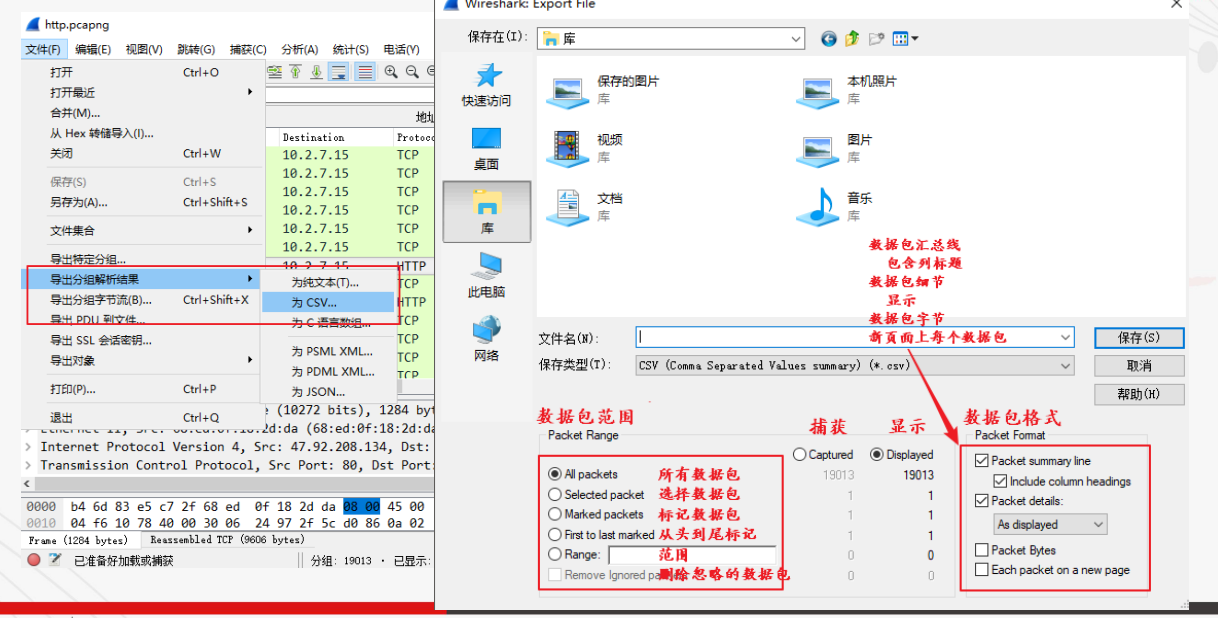 http.pcapng
文件(F) 编辑(E) 视图(V) 跳转(G) 捕获(C) 分析(A) 统计(S) 电话(Y)
打开 Ctrl+O
打开最近
合并(M)...
从 Hex 转储导入(I)...
关闭 Ctrl+W
保存(S) Ctrl+S
另存为(A)... Ctrl+Shift+S
文件集合
导出特定分组...
导出分组解析结果
导出分组字节流(B)... Ctrl+Shift+X
导出 PDU 到文件...
导出 SSL 会话密钥...
导出对象
打印(P)... Ctrl+P
退出 Ctrl+Q
为纯文本(T)...
为 CSV...
为 C 语言数组...
为 PSML XML...
为 PDML XML...
为 JSON...
Destination Protoco
10.2.7.15 TCP
10.2.7.15 TCP
10.2.7.15 TCP
10.2.7.15 TCP
10.2.7.15 TCP
10.2.7.15 TCP
10.2.7.15 HTTP
TCP
HTTP
TCP
TCP
TCP
TCP
(10272 bits), 1284 byt
2d:da (68:ed:0f:18:2d:da
> Internet Protocol Version 4, Src: 47.92.208.134, Dst:
> Transmission Control Protocol, Src Port: 80, Dst Port:
0000 b4 6d 83 e5 c7 2f 68 ed 0f 18 2d da 08 00 45 00
0010 04 f6 10 78 40 00 30 06 24 97 2f 5c d0 86 0a 02
Frame (1284 bytes) Reassembled TCP (9606 bytes)
已准备好加载或捕获 分组: 19013 · 已显示:
Wireshark: Export File
保存在(I): 库
快速访问
桌面
库
此电脑
网络
保存的图片
库
本机照片
库
视频
库
图片
库
文档
库
音乐
库
数据包汇总线
包含列标题
数据包细节
显示
数据包字节
新页面上每个数据包
文件名(N): 保存(S)
保存类型(T): CSV (Comma Separated Values summary) (*.csv) 取消
帮助(H)
数据包范围
Packet Range
捕获 显示
Captured Displayed
All packets 所有数据包 19013 19013
Selected packet 选择数据包 1 1
Marked packets 标记数据包 1 1
First to last marked 从头到尾标记 1 1
Range: 范围 0 0
Remove Ignored 删除忽略的数据包 0 0
数据包格式
Packet Format
Packet summary line
Include column headings
Packet details:
As displayed
Packet Bytes
Each packet on a new page